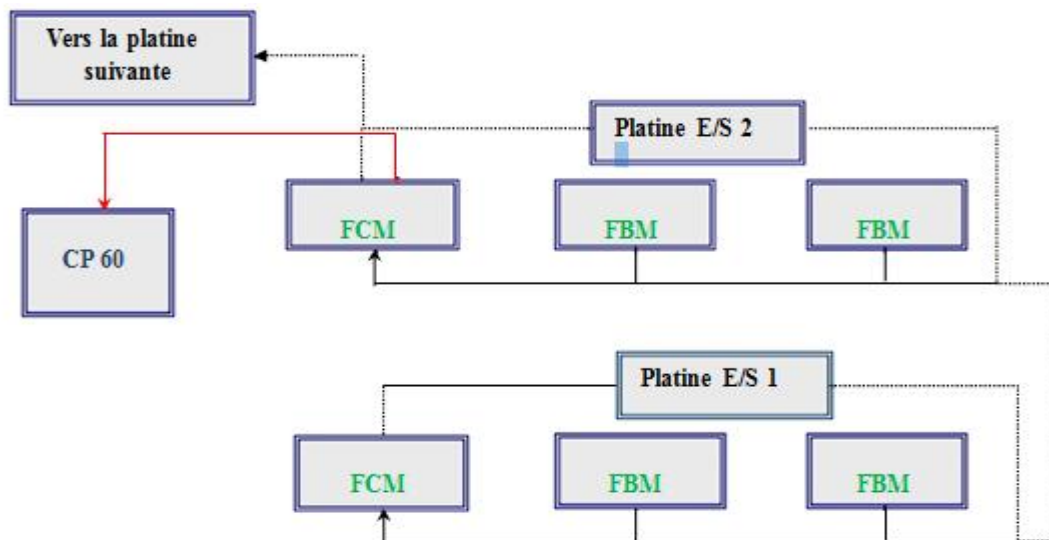 Vers la platine
suivante
Platine E/S 2
FCM
FBM
FBM
CP 60
Platine E/S 1
FCM
FBM
FBM